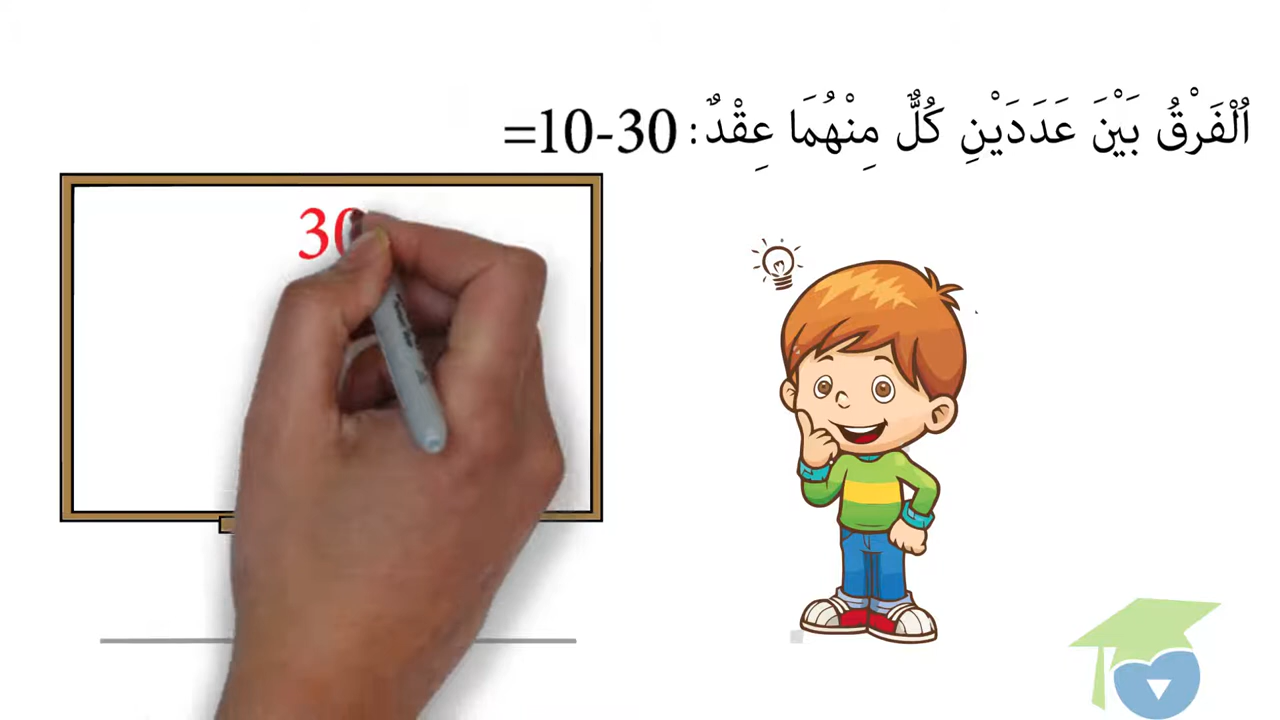 اُلْفَرْقُ بَيْنَ عَدَدَيْنِ كُلٌّ مِنْهُمَا عِقْدٌ: 30-10=
30